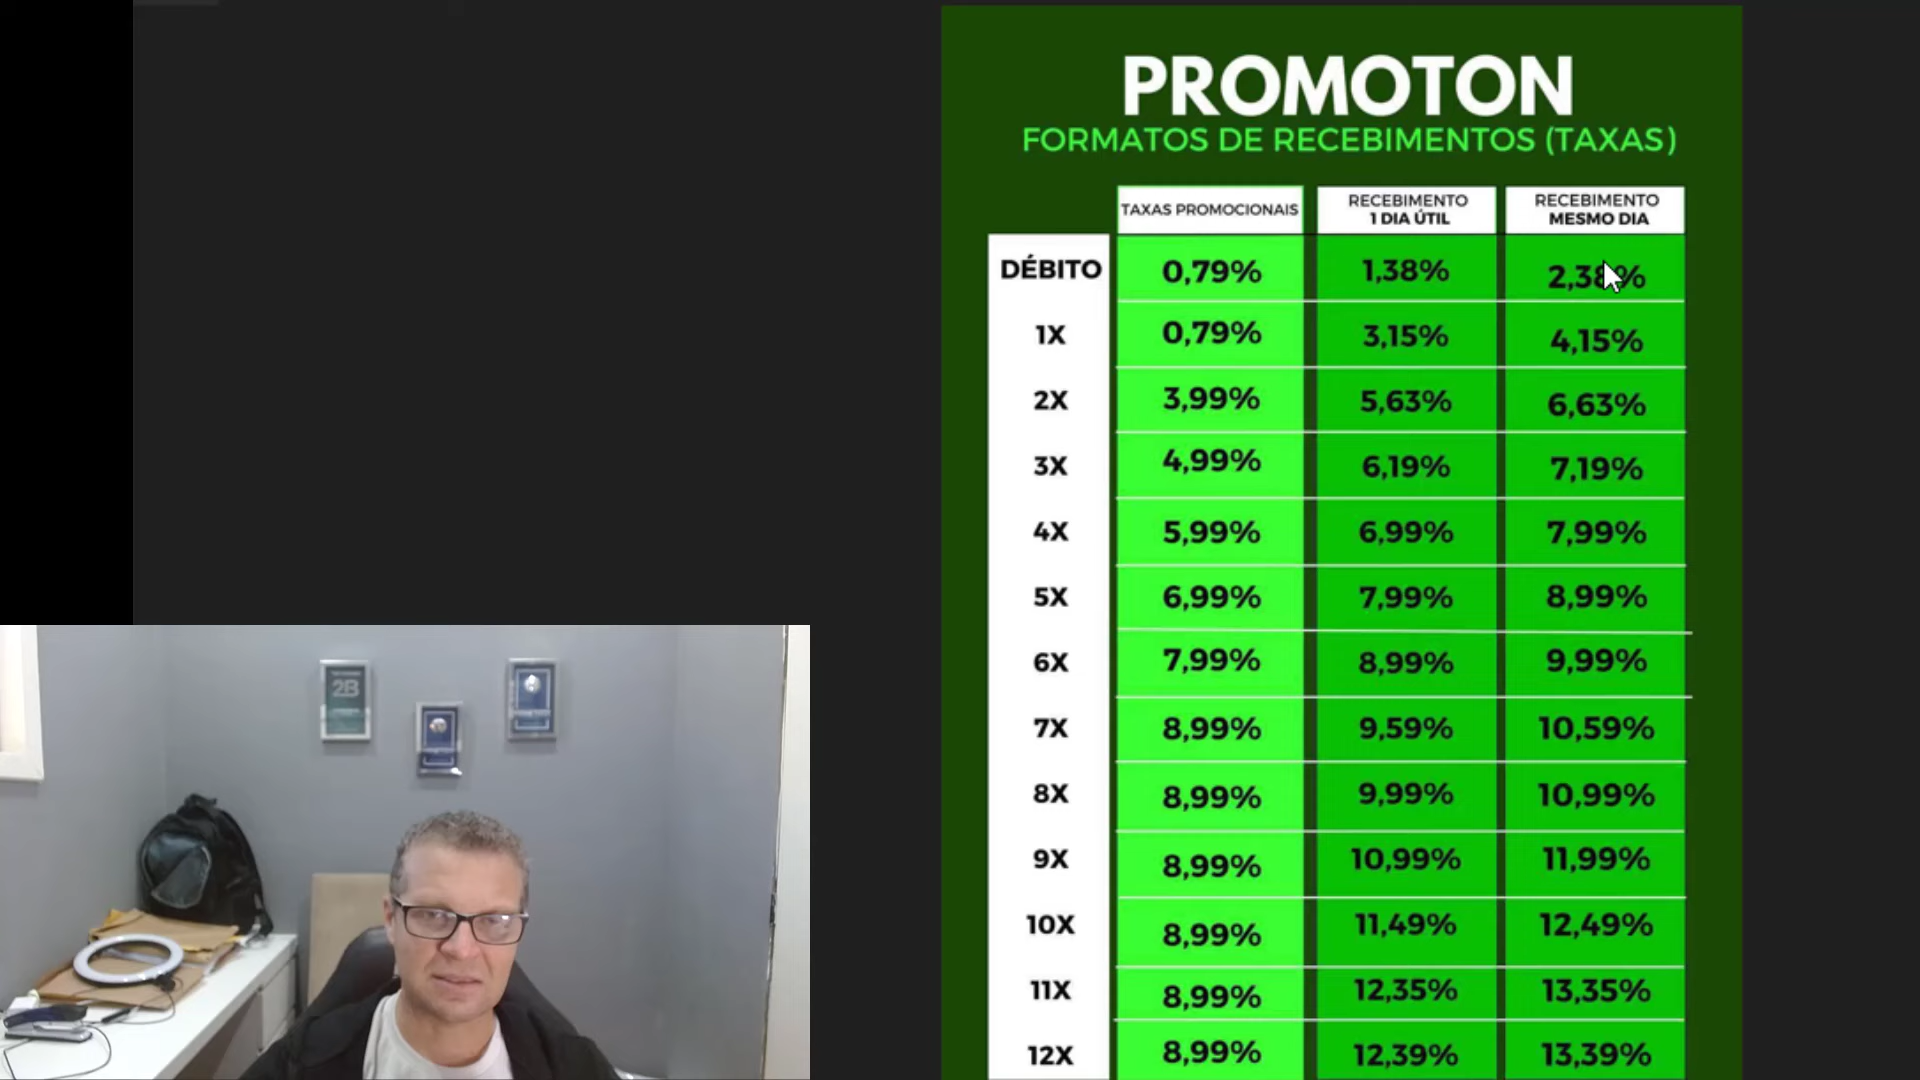 PROMOTON
FORMATOS DE RECEBIMENTOS (TAXAS)
TAXAS PROMOCIONAIS RECEBIMENTO 1 DIA ÚTIL RECEBIMENTO MESMO DIA
DÉBITO 0,79% 1,38% 2,38%
1X 0,79% 3,15% 4,15%
2X 3,99% 5,63% 6,63%
3X 4,99% 6,19% 7,19%
4X 5,99% 6,99% 7,99%
5X 6,99% 7,99% 8,99%
6X 7,99% 8,99% 9,99%
7X 8,99% 9,59% 10,59%
8X 8,99% 9,99% 10,99%
9X 8,99% 10,99% 11,99%
10X 8,99% 11,49% 12,49%
11X 8,99% 12,35% 13,35%
12X 8,99% 12,39% 13,39%
2B